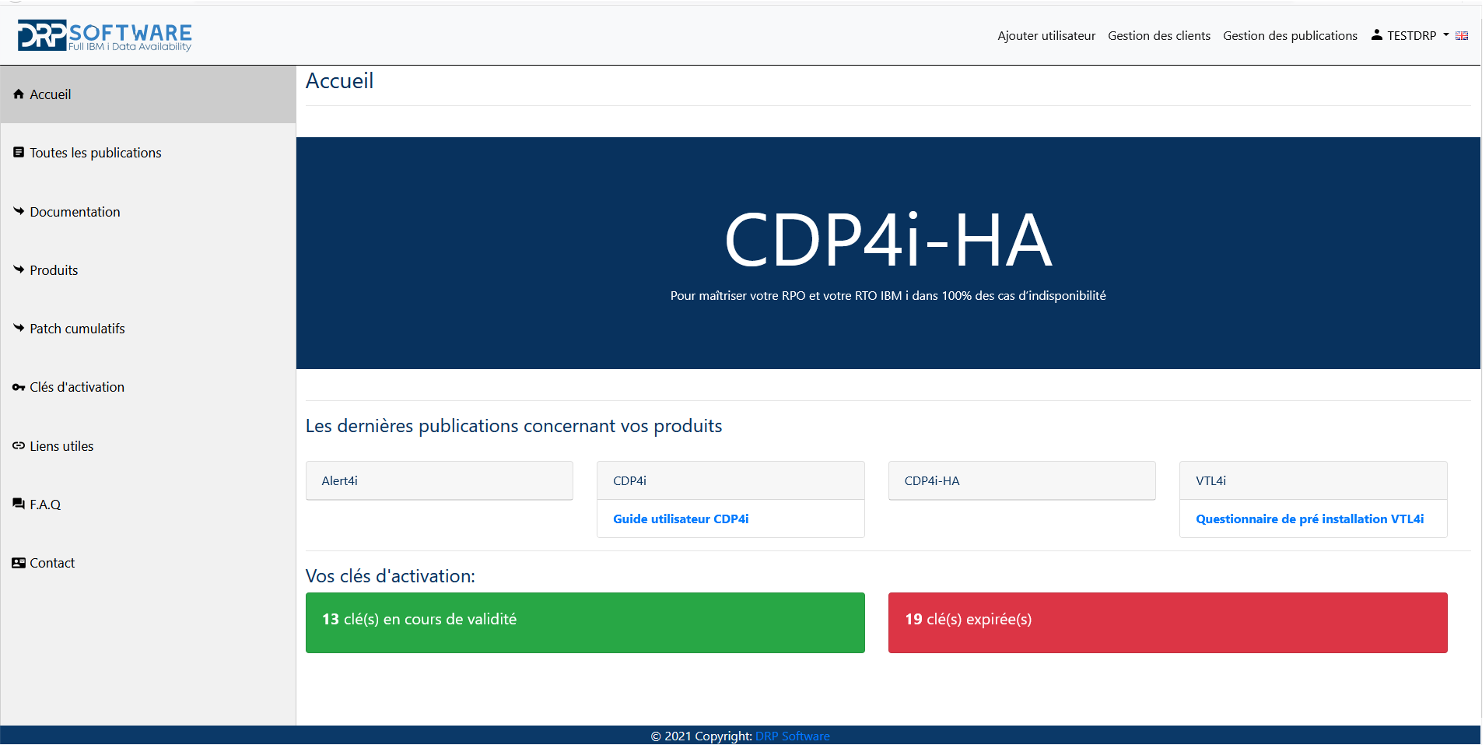 DRP SOFTWARE
Full IBM i Data Availability
Ajouter utilisateur Gestion des clients Gestion des publications TESTDRP
Accueil
Toutes les publications
Documentation
Produits
Patch cumulatifs
Clés d'activation
Liens utiles
F.A.Q
Contact
Accueil
CDP4i-HA
Pour maîtriser votre RPO et votre RTO IBM i dans 100% des cas d’indisponibilité
Les dernières publications concernant vos produits
Alert4i
CDP4i
Guide utilisateur CDP4i
CDP4i-HA
VTL4i
Questionnaire de pré installation VTL4i
Vos clés d'activation:
13 clé(s) en cours de validité
19 clé(s) expirée(s)
© 2021 Copyright: DRP Software